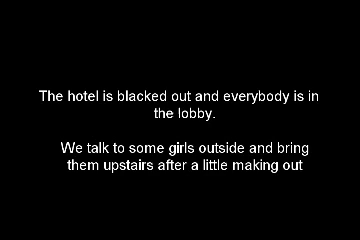 The hotel is blacked out and everybody is in
the lobby.
We talk to some girls outside and bring
them upstairs after a little making out